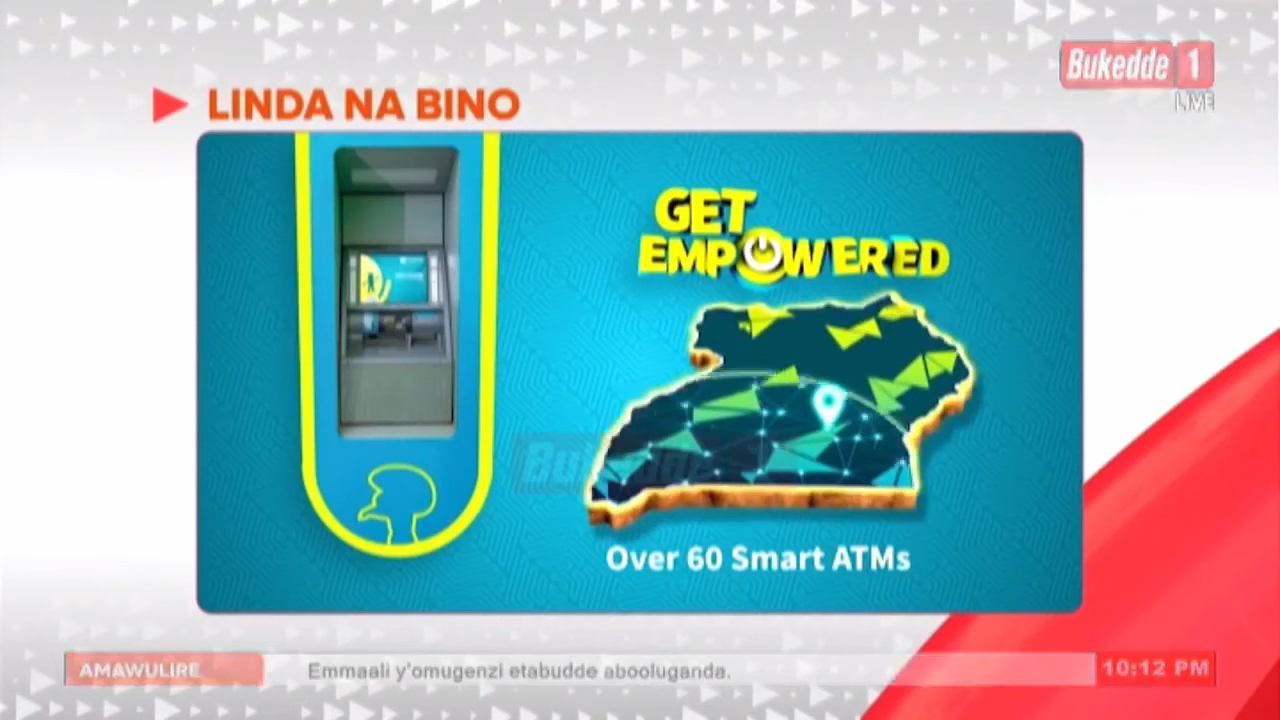 Bukedde 1
LIVE
LINDA NA BINO
GET
EMPOWERED
Bukedde
Over 60 Smart ATMs
AMAWULIRE
Emmaali y'omugenzi etabudde abooluganda.
10:12 PM